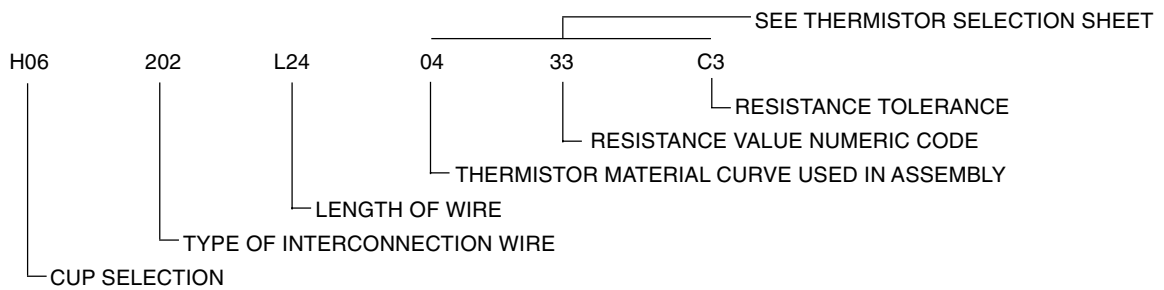 SEE THERMISTOR SELECTION SHEET
H06 202 L24 04 33 C3
RESISTANCE TOLERANCE
RESISTANCE VALUE NUMERIC CODE
THERMISTOR MATERIAL CURVE USED IN ASSEMBLY
LENGTH OF WIRE
TYPE OF INTERCONNECTION WIRE
CUP SELECTION